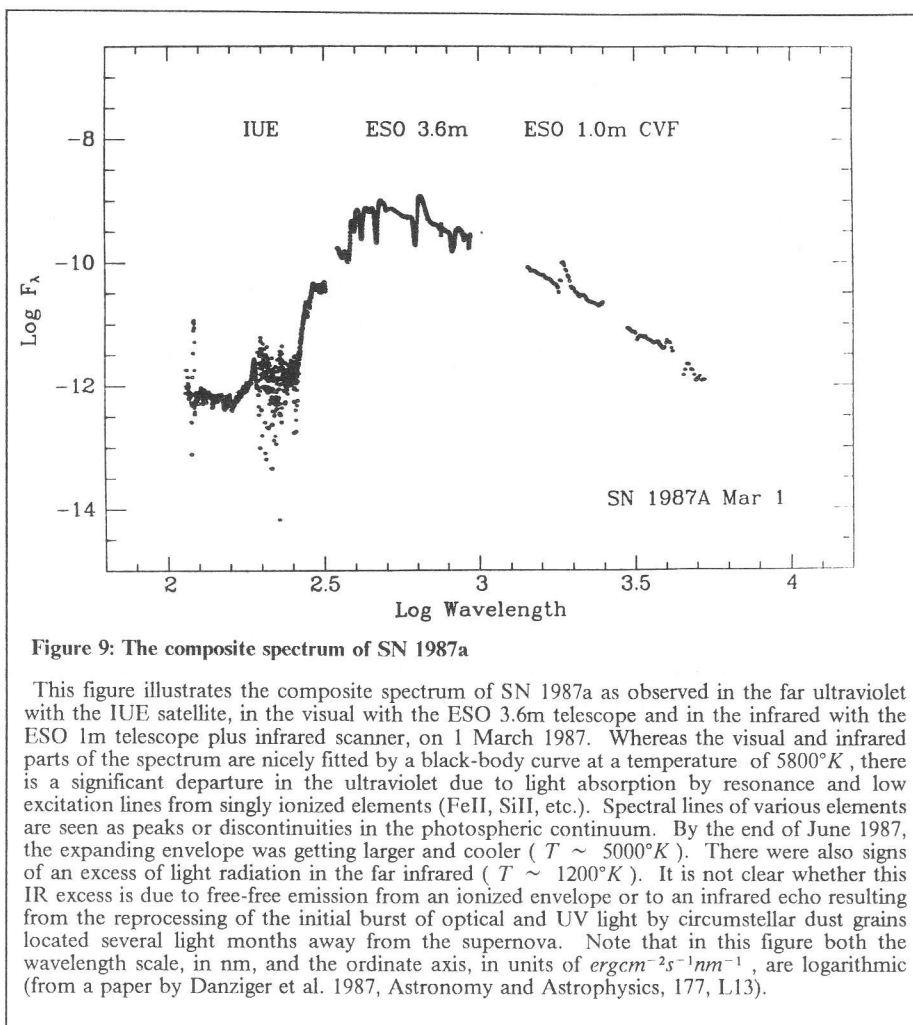 IUE ESO 3.6m ESO 1.0m CVF
-8
-10
-12
-14
Log Fλ
SN 1987A Mar 1
2 2.5 3 3.5 4
Log Wavelength
Figure 9: The composite spectrum of SN 1987a
This figure illustrates the composite spectrum of SN 1987a as observed in the far ultraviolet
with the IUE satellite, in the visual with the ESO 3.6m telescope and in the infrared with the
ESO 1m telescope plus infrared scanner, on 1 March 1987. Whereas the visual and infrared
parts of the spectrum are nicely fitted by a black-body curve at a temperature of 5800°K , there
is a significant departure in the ultraviolet due to light absorption by resonance and low
excitation lines from singly ionized elements (FeII, SiII, etc.). Spectral lines of various elements
are seen as peaks or discontinuities in the photospheric continuum. By the end of June 1987,
the expanding envelope was getting larger and cooler ( T ~ 5000°K ). There were also signs
of an excess of light radiation in the far infrared ( T ~ 1200°K ). It is not clear whether this
IR excess is due to free-free emission from an ionized envelope or to an infrared echo resulting
from the reprocessing of the initial burst of optical and UV light by circumstellar dust grains
located several light months away from the supernova. Note that in this figure both the
wavelength scale, in nm, and the ordinate axis, in units of ergcm⁻²s⁻¹nm⁻¹ , are logarithmic
(from a paper by Danziger et al. 1987, Astronomy and Astrophysics, 177, L13).